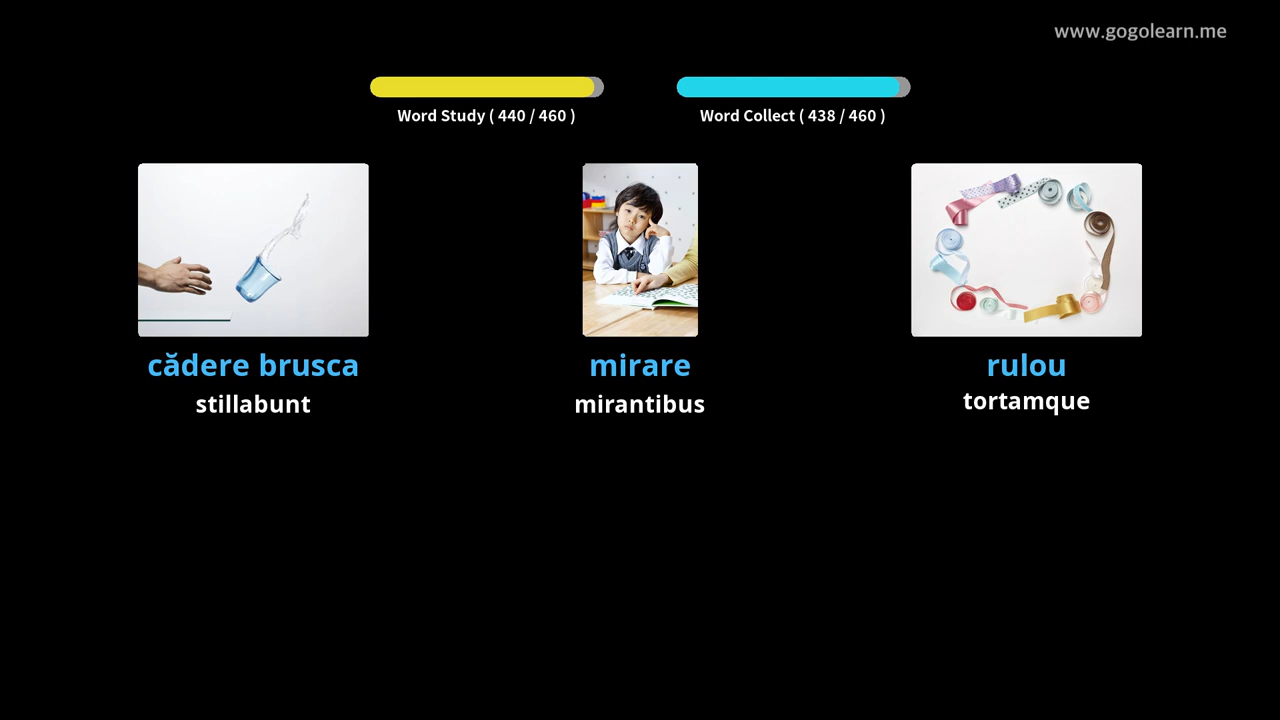 www.gogolearn.me
Word Study ( 440 / 460 )
Word Collect ( 438 / 460 )
cădere brusca
mirare
rulou
stillabunt
mirantibus
tortamque